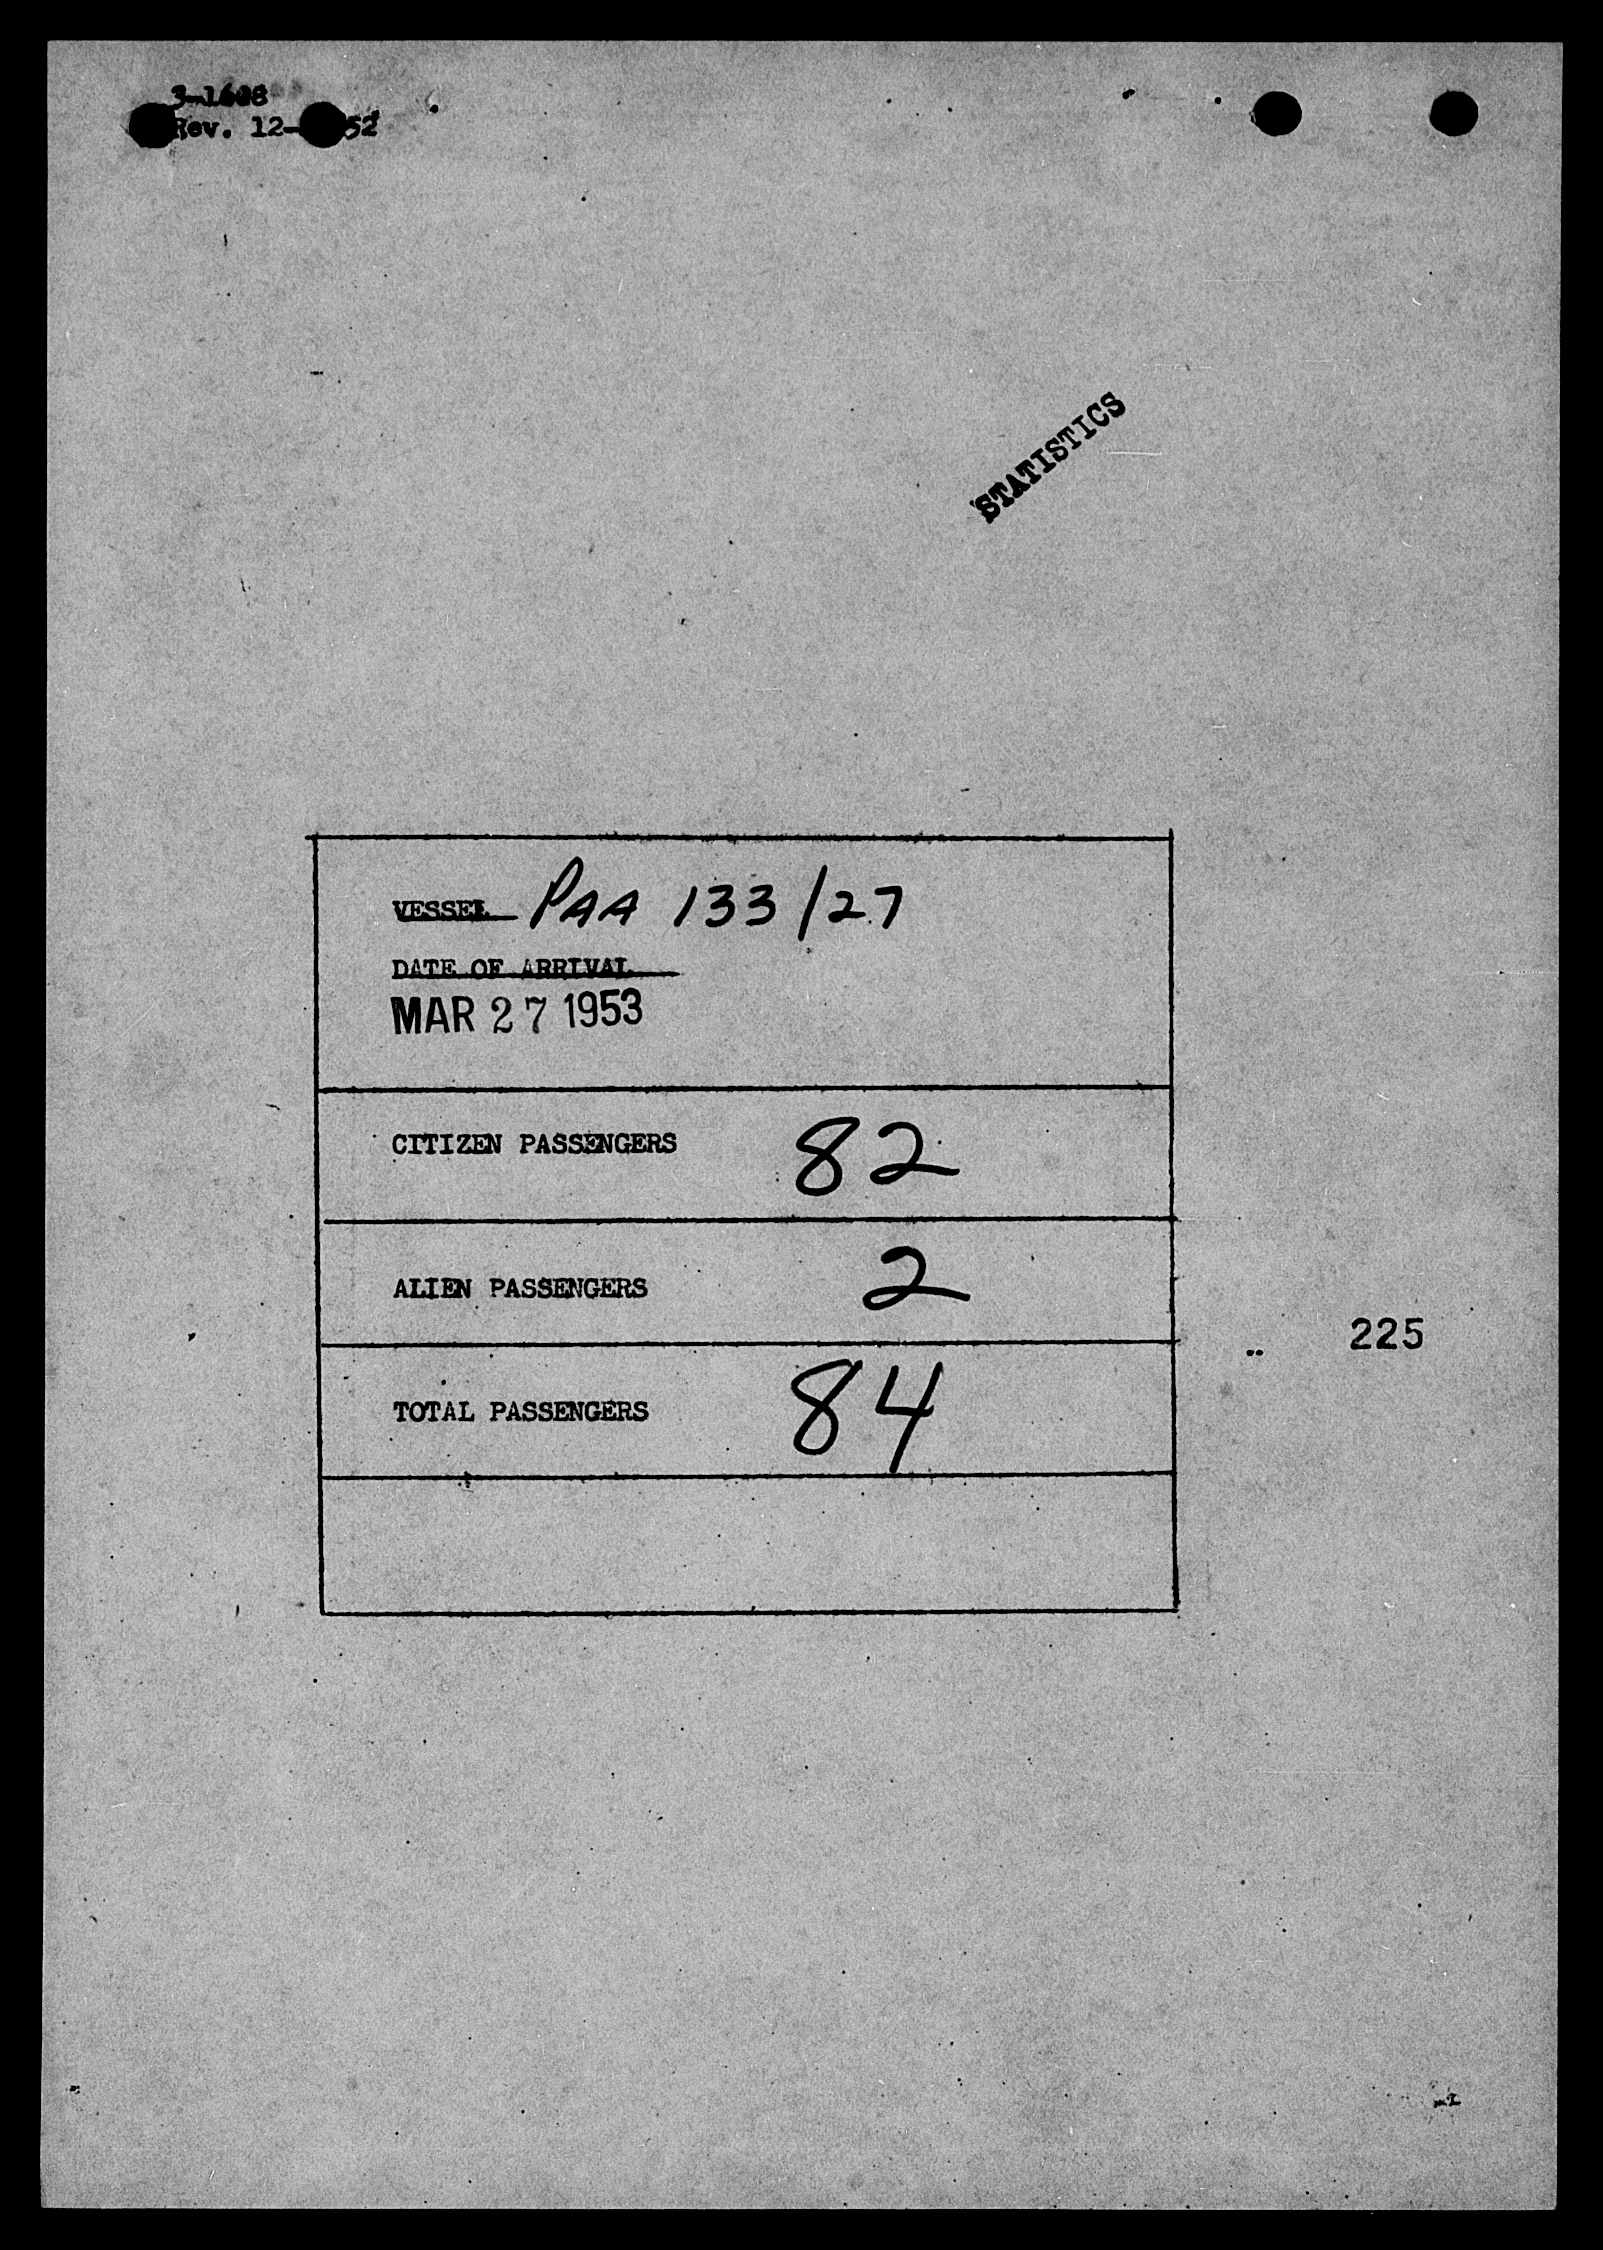 3-1608
Rev. 12- 52
STATISTICS
VESSEL PAA 133/27
DATE OF ARRIVAL
MAR 27 1953
CITIZEN PASSENGERS 82
ALIEN PASSENGERS 2
225
TOTAL PASSENGERS 84